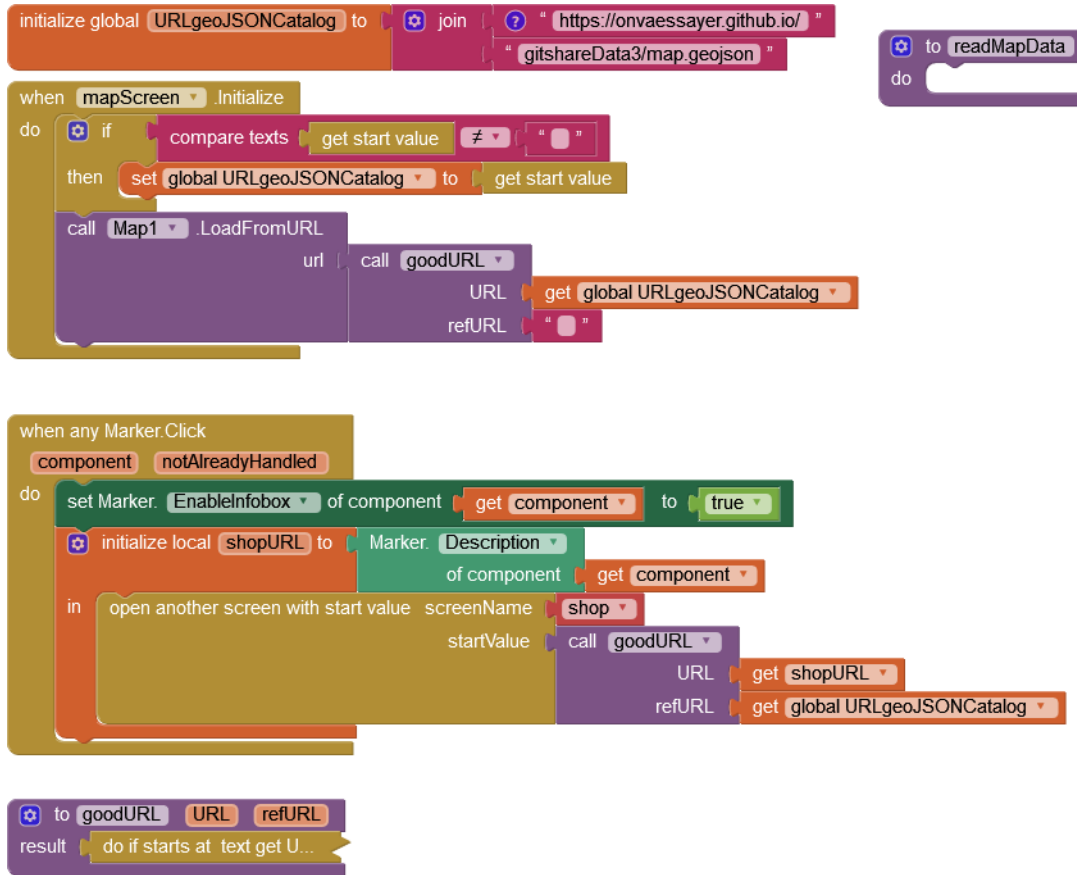 initialize global URLgeoJSONCatalog to join ? “ https://onvaessayer.github.io/ ”
“ gitshareData3/map.geojson ”
to readMapData
do
when mapScreen .Initialize
do if compare texts get start value ≠ “ ”
then set global URLgeoJSONCatalog to get start value
call Map1 .LoadFromURL
url call goodURL
URL get global URLgeoJSONCatalog
refURL “ ”
when any Marker.Click
component notAlreadyHandled
do set Marker. EnableInfobox of component get component to true
initialize local shopURL to Marker. Description
of component get component
in open another screen with start value screenName shop
startValue call goodURL
URL get shopURL
refURL get global URLgeoJSONCatalog
to goodURL URL refURL
result do if starts at text get U...